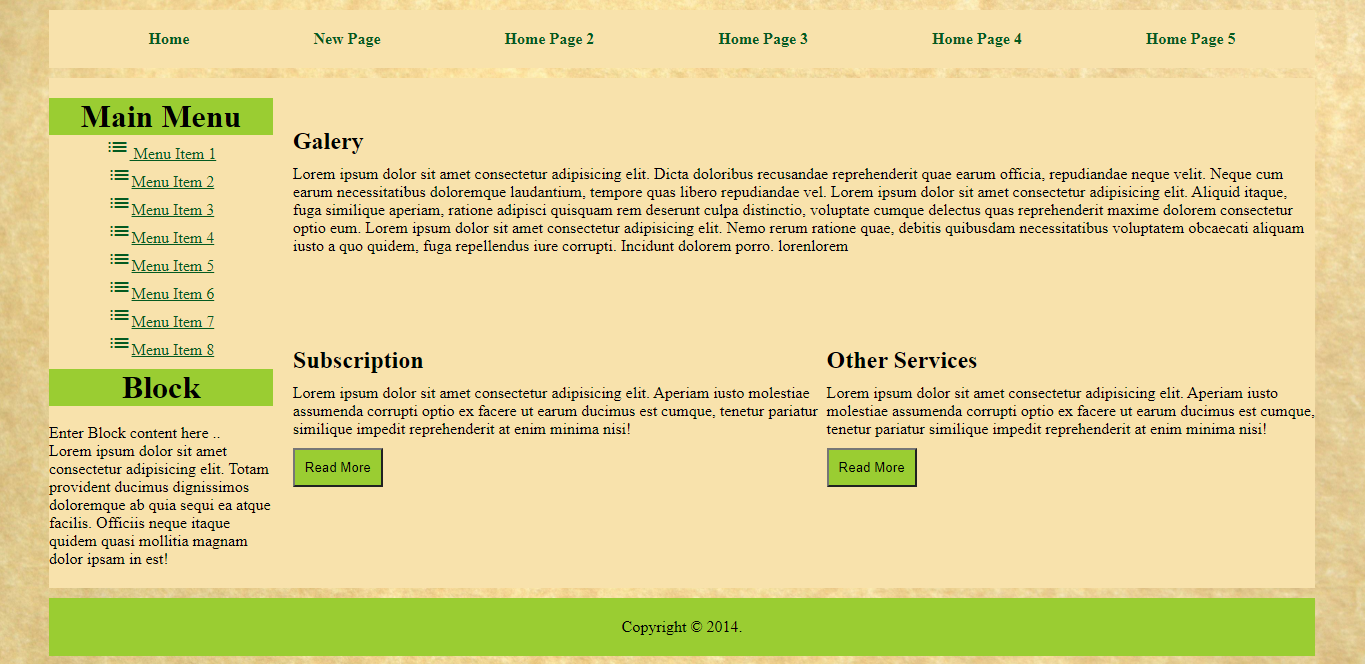 Home New Page Home Page 2 Home Page 3 Home Page 4 Home Page 5
Main Menu
Menu Item 1
Menu Item 2
Menu Item 3
Menu Item 4
Menu Item 5
Menu Item 6
Menu Item 7
Menu Item 8
Block
Enter Block content here ..
Lorem ipsum dolor sit amet
consectetur adipisicing elit. Totam
provident ducimus dignissimos
doloremque ab quia sequi ea atque
facilis. Officiis neque itaque
quidem quasi mollitia magnam
dolor ipsam in est!
Galery
Lorem ipsum dolor sit amet consectetur adipisicing elit. Dicta doloribus recusandae reprehenderit quae earum officia, repudiandae neque velit. Neque cum
earum necessitatibus doloremque laudantium, tempore quas libero repudiandae vel. Lorem ipsum dolor sit amet consectetur adipisicing elit. Aliquid itaque,
fuga similique aperiam, ratione adipisci quisquam rem deserunt culpa distinctio, voluptate cumque delectus quas reprehenderit maxime dolorem consectetur
optio eum. Lorem ipsum dolor sit amet consectetur adipisicing elit. Nemo rerum ratione quae, debitis quibusdam necessitatibus voluptatem obcaecati aliquam
iusto a quo quidem, fuga repellendus iure corrupti. Incidunt dolorem porro. lorenlorem
Subscription
Lorem ipsum dolor sit amet consectetur adipisicing elit. Aperiam iusto molestiae
assumenda corrupti optio ex facere ut earum ducimus est cumque, tenetur pariatur
similique impedit reprehenderit at enim minima nisi!
Read More
Other Services
Lorem ipsum dolor sit amet consectetur adipisicing elit. Aperiam iusto
molestiae assumenda corrupti optio ex facere ut earum ducimus est cumque,
tenetur pariatur similique impedit reprehenderit at enim minima nisi!
Read More
Copyright © 2014.